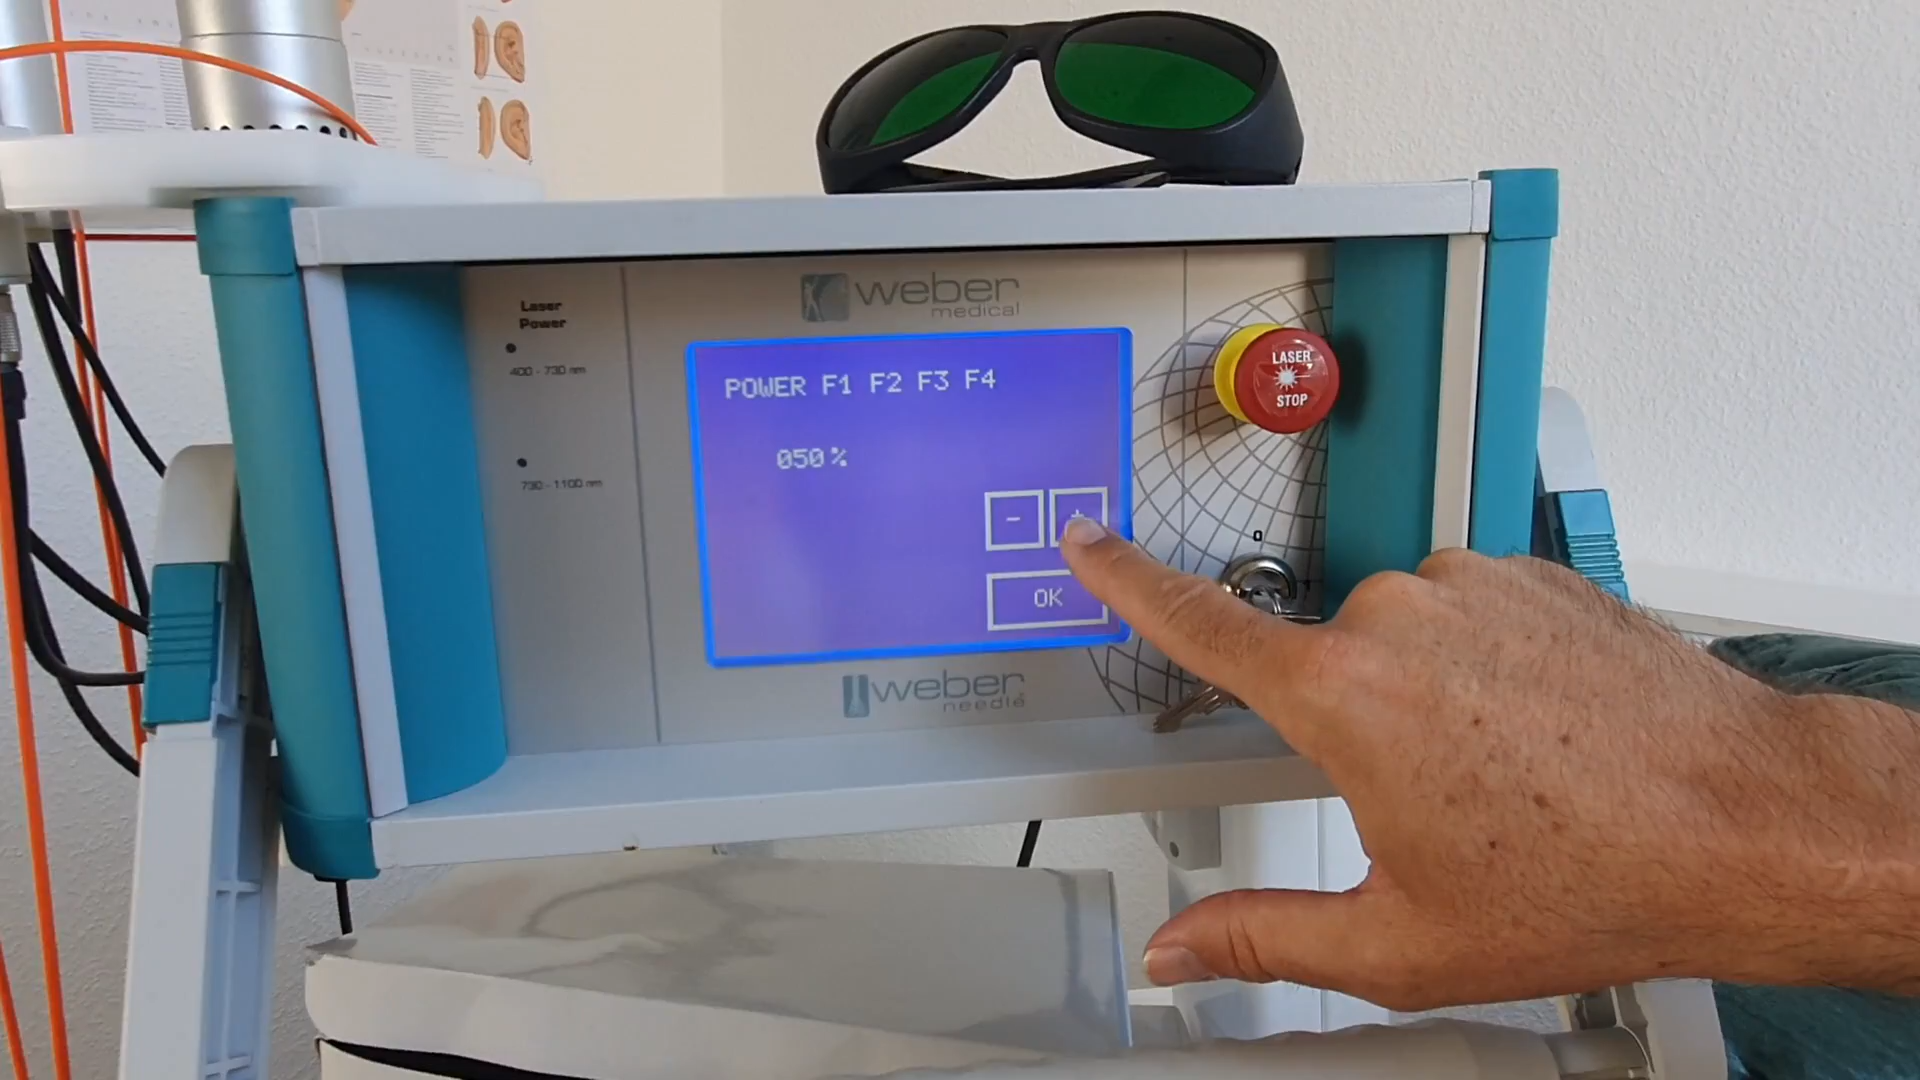 weber
medical
Laser
Power
400 - 730 nm
730 - 1100 nm
POWER F1 F2 F3 F4
050 %
-
+
OK
LASER
STOP
0
weber
needle